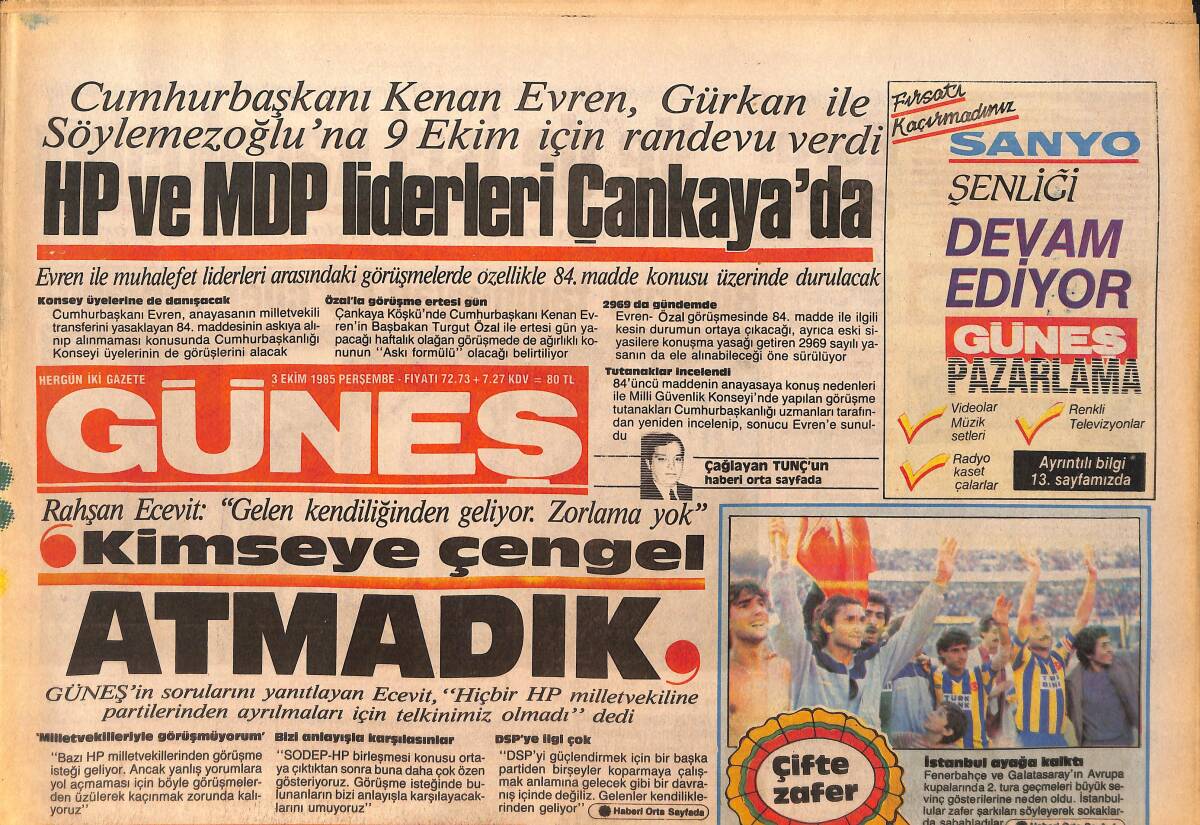 Cumhurbaşkanı Kenan Evren, Gürkan ile
Söylemezoğlu'na 9 Ekim için randevu verdi
HP ve MDP liderleri Çankaya'da
Evren ile muhalefet liderleri arasındaki görüşmelerde özellikle 84. madde konusu üzerinde durulacak
Konsey üyelerine de danışacak
Cumhurbaşkanı Evren, anayasanın milletvekili
transferini yasaklayan 84. maddesinin askıya alı-
nıp alınmaması konusunda Cumhurbaşkanlığı
Konseyi üyelerinin de görüşlerini alacak
Özal'la görüşme ertesi gün
Çankaya Köşkü'nde Cumhurbaşkanı Kenan Ev-
ren'in Başbakan Turgut Özal ile ertesi gün ya-
pacağı haftalık olağan görüşmede de ağırlıklı ko-
nunun "Askı formülü" olacağı belirtiliyor
2969 da gündemde
Evren- Özal görüşmesinde 84. madde ile ilgili
kesin durumun ortaya çıkacağı, ayrıca eski si-
yasilere konuşma yasağı getiren 2969 sayılı ya-
sanın da ele alınabileceği öne sürülüyor
Tutanaklar incelendi
84'üncü maddenin anayasaya konuş nedenleri
ile Milli Güvenlik Konseyi'nde yapılan görüşme
tutanakları Cumhurbaşkanlığı uzmanları tarafın-
dan yeniden incelenip, sonucu Evren'e sunul-
du
Çağlayan TUNÇ'un
haberi orta sayfada
Fırsatı
Kaçırmadınız
SANYO
ŞENLİĞİ
DEVAM
EDİYOR
GÜNEŞ
PAZARLAMA
Videolar
Müzik
setleri
Renkli
Televizyonlar
Radyo
kaset
çalarlar
Ayrıntılı bilgi
13. sayfamızda
HERGÜN İKİ GAZETE
3 EKİM 1985 PERŞEMBE - FİYATI 72.73 + 7.27 KDV = 80 TL
GÜNEŞ
Rahşan Ecevit: "Gelen kendiliğinden geliyor. Zorlama yok"
‘Kimseye çengel
ATMADIK’
GÜNEŞ'in sorularını yanıtlayan Ecevit, "Hiçbir HP milletvekiline
partilerinden ayrılmaları için telkinimiz olmadı" dedi
'Milletvekilleriyle görüşmüyorum'
"Bazı HP milletvekillerinden görüşme
isteği geliyor. Ancak yanlış yorumlara
yol açmaması için böyle görüşmeler-
den üzülerek kaçınmak zorunda kalı-
yoruz"
Bizi anlayışla karşılasınlar
"SODEP-HP birleşmesi konusu orta-
ya çıktıktan sonra buna daha çok özen
gösteriyoruz. Görüşme isteğinde bu-
lunanların bizi anlayışla karşılayacak-
larını umuyoruz"
DSP'ye ilgi çok
"DSP'yi güçlendirmek için bir başka
partiden birşeyler koparmaya çalış-
mak anlamına gelecek gibi bir davra-
nış içinde değiliz. Gelenler kendilikle-
rinden geliyor"
Haberi Orta Sayfada
TÜRK
BANK
Çifte
zafer
İstanbul ayağa kalktı
Fenerbahçe ve Galatasaray'ın Avrupa
kupalarında 2. tura geçmeleri büyük se-
vinç gösterilerine neden oldu. İstanbul-
lular zafer şarkıları söyleyerek sokaklar-
da sabahladılar
Haberi Orta Sayfada